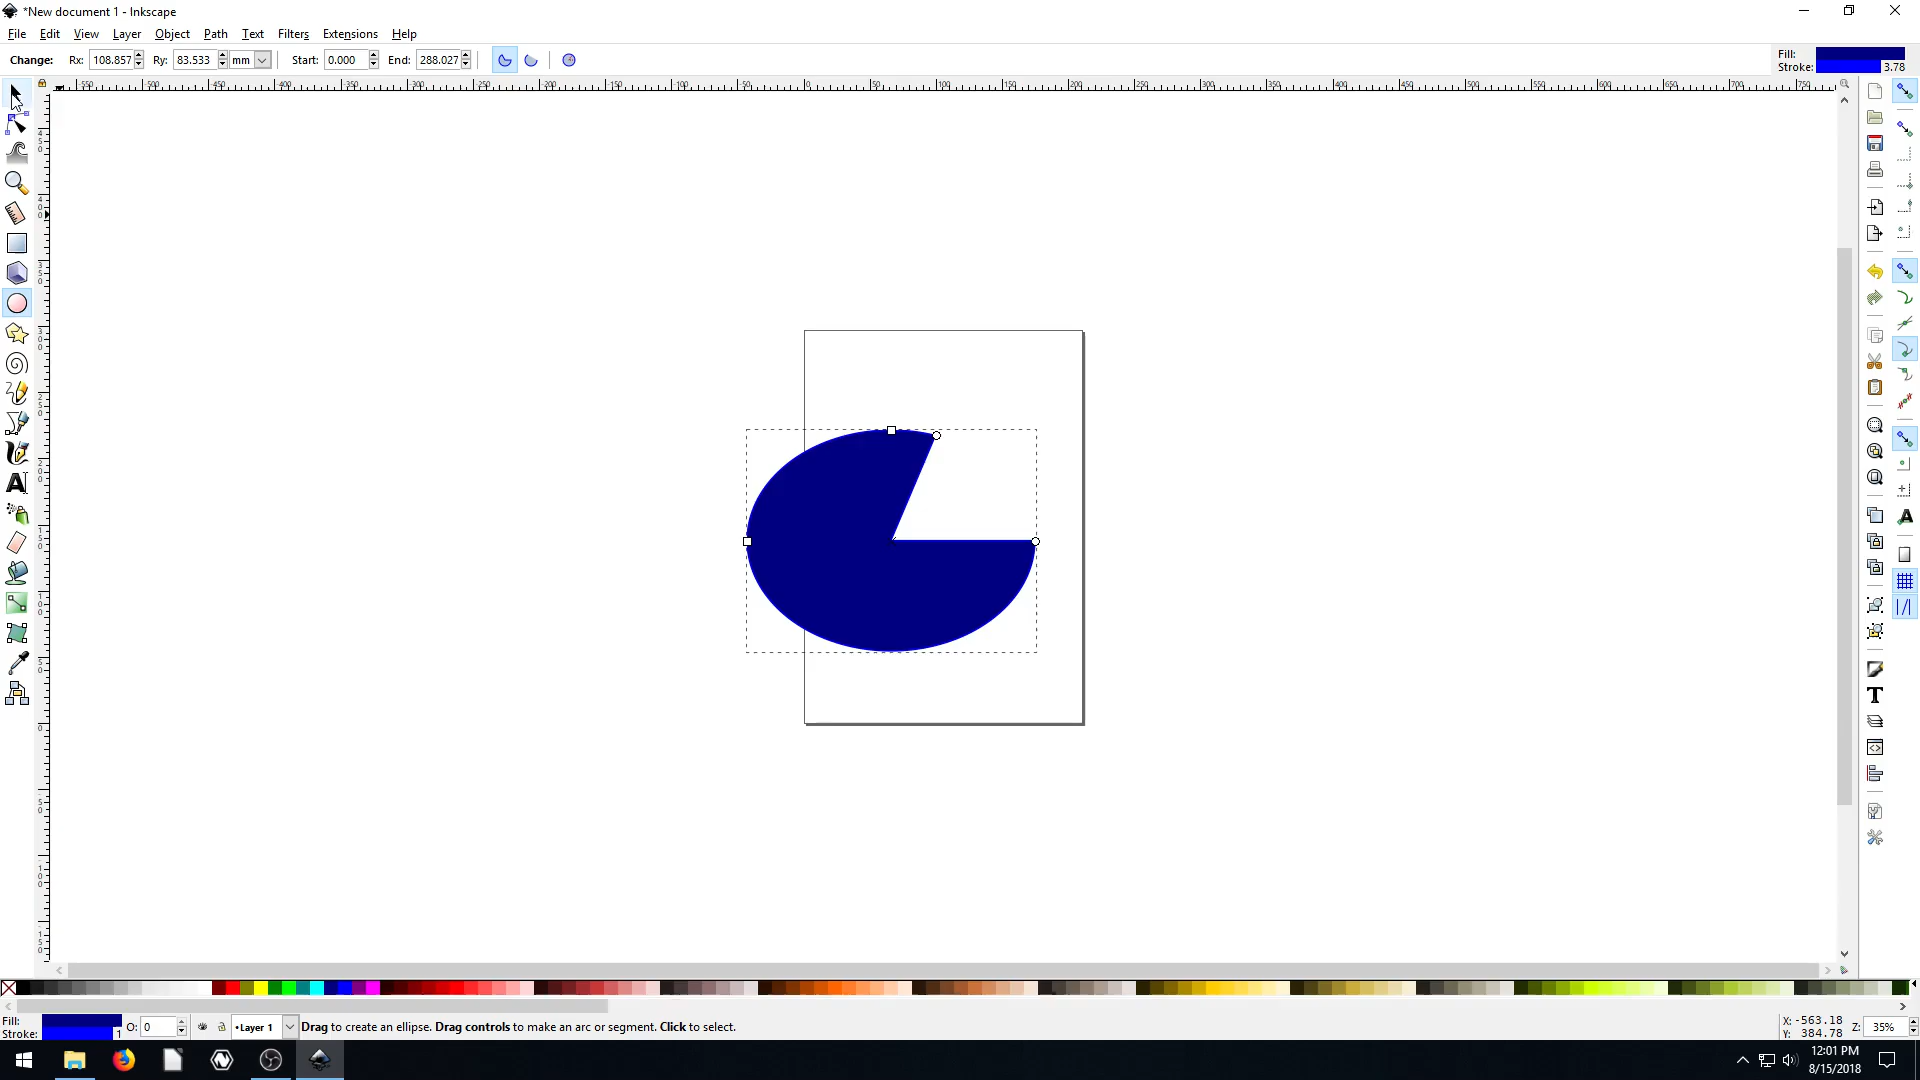 *New document 1 - Inkscape
File Edit View Layer Object Path Text Filters Extensions Help
Change: Rx: 108.857 Ry: 83.533 mm Start: 0.000 End: 288.027
Fill:
Stroke: 3.78
Fill:
Stroke: 1 O: 0 •Layer 1 Drag to create an ellipse. Drag controls to make an arc or segment. Click to select.
X: -563.18
Y: 384.78 Z: 35%
12:01 PM
8/15/2018